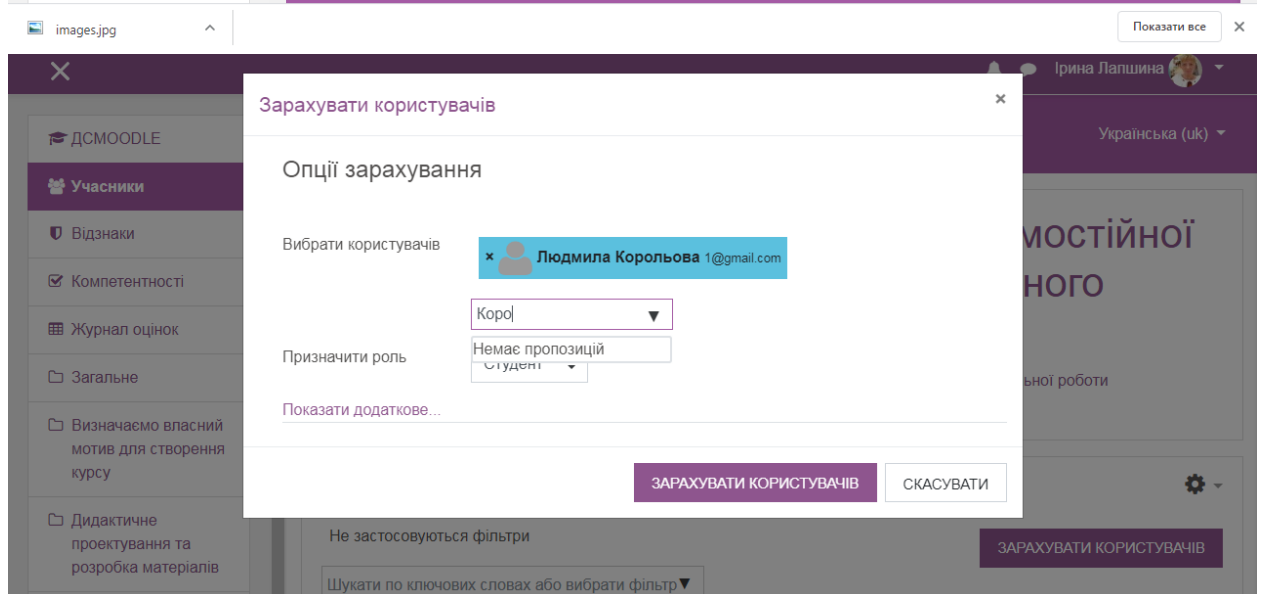 images.jpg
Показати все
Ірина Лапшина
Зарахувати користувачів
ДСMOODLE
Українська (uk)
Опції зарахування
Учасники
Відзнаки
Вибрати користувачів
Людмила Корольова 1@gmail.com
мостійної
Компетентності
ного
Журнал оцінок
Коро
Немає пропозицій
Призначити роль
Студент
Загальне
ьної роботи
Показати додаткове...
Визначаємо власний
мотив для створення
курсу
ЗАРАХУВАТИ КОРИСТУВАЧІВ
СКАСУВАТИ
Дидактичне
проектування та
розробка матеріалів
Не застосовуються фільтри
ЗАРАХУВАТИ КОРИСТУВАЧІВ
Шукати по ключових словах або вибрати фільтр